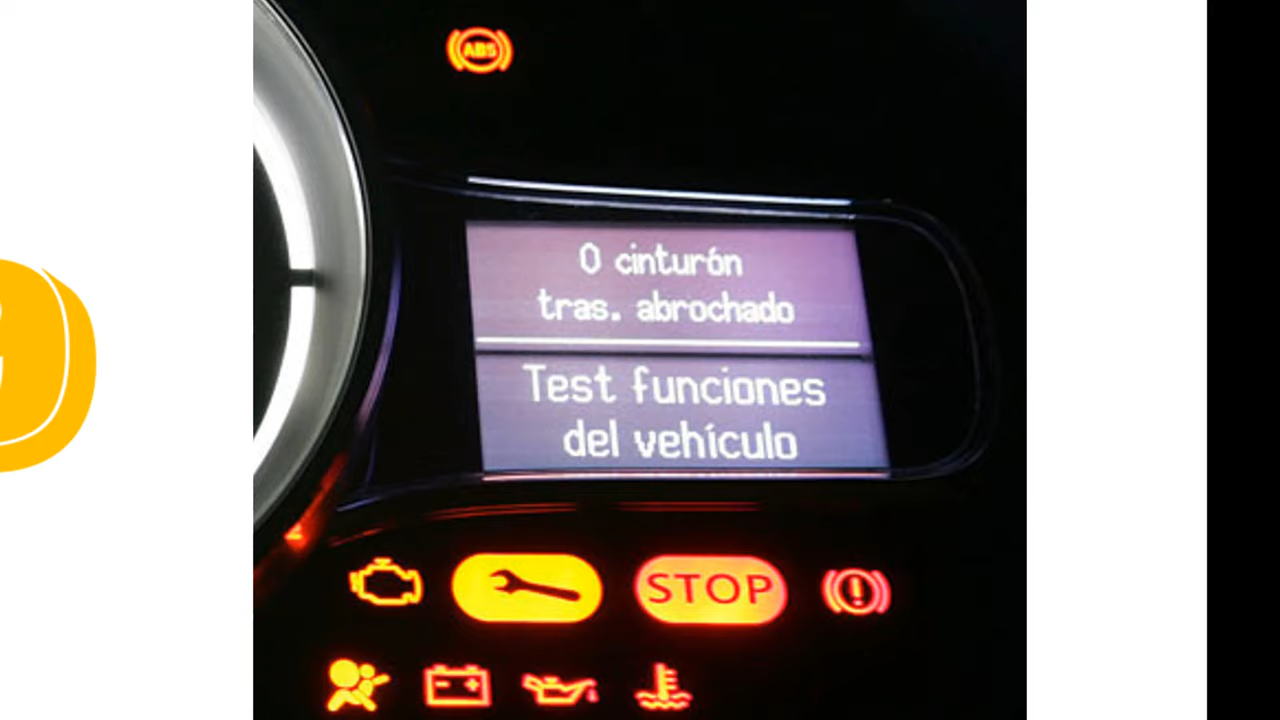 ABS
0 cinturón
tras. abrochado
Test funciones
del vehículo
STOP